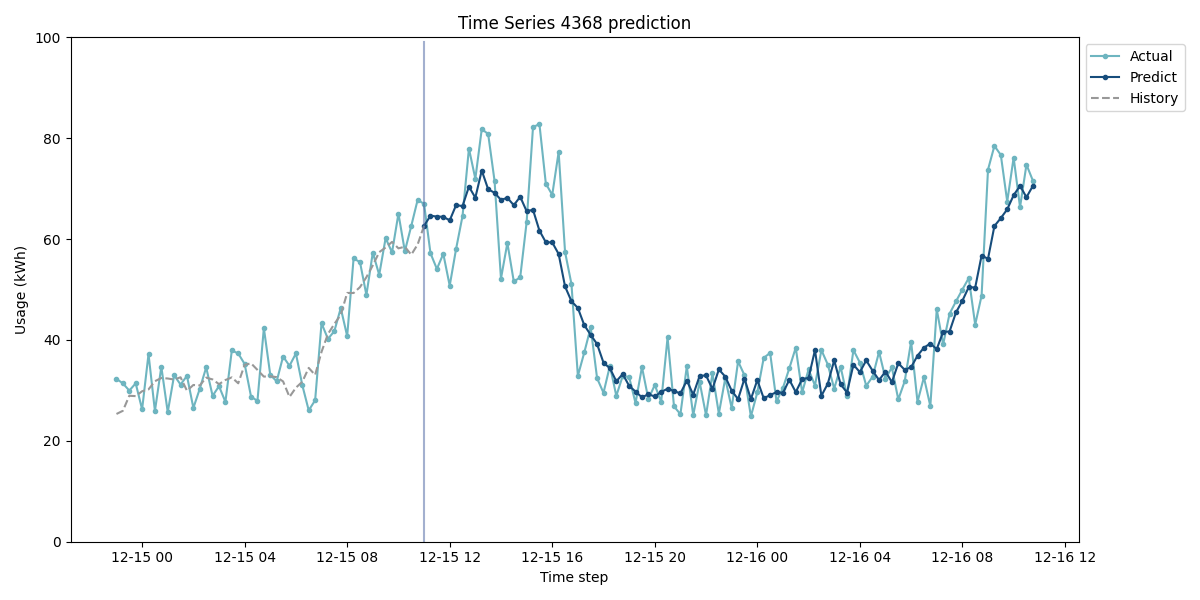 Time Series 4368 prediction
Usage (kWh)
100
80
60
40
20
0
12-15 00
12-15 04
12-15 08
12-15 12
12-15 16
12-15 20
12-16 00
12-16 04
12-16 08
12-16 12
Time step
Actual
Predict
History